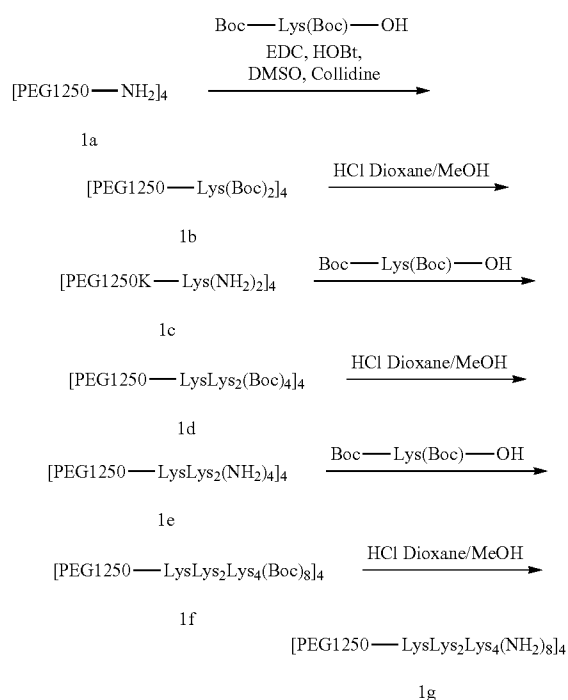 Boc—Lys(Boc)—OH
EDC, HOBt,
DMSO, Collidine
[PEG1250—NH2]4
1a
HCl Dioxane/MeOH
[PEG1250—Lys(Boc)2]4
1b
Boc—Lys(Boc)—OH
[PEG1250K—Lys(NH2)2]4
1c
HCl Dioxane/MeOH
[PEG1250—LysLys2(Boc)4]4
1d
Boc—Lys(Boc)—OH
[PEG1250—LysLys2(NH2)4]4
1e
HCl Dioxane/MeOH
[PEG1250—LysLys2Lys4(Boc)8]4
1f
[PEG1250—LysLys2Lys4(NH2)8]4
1g